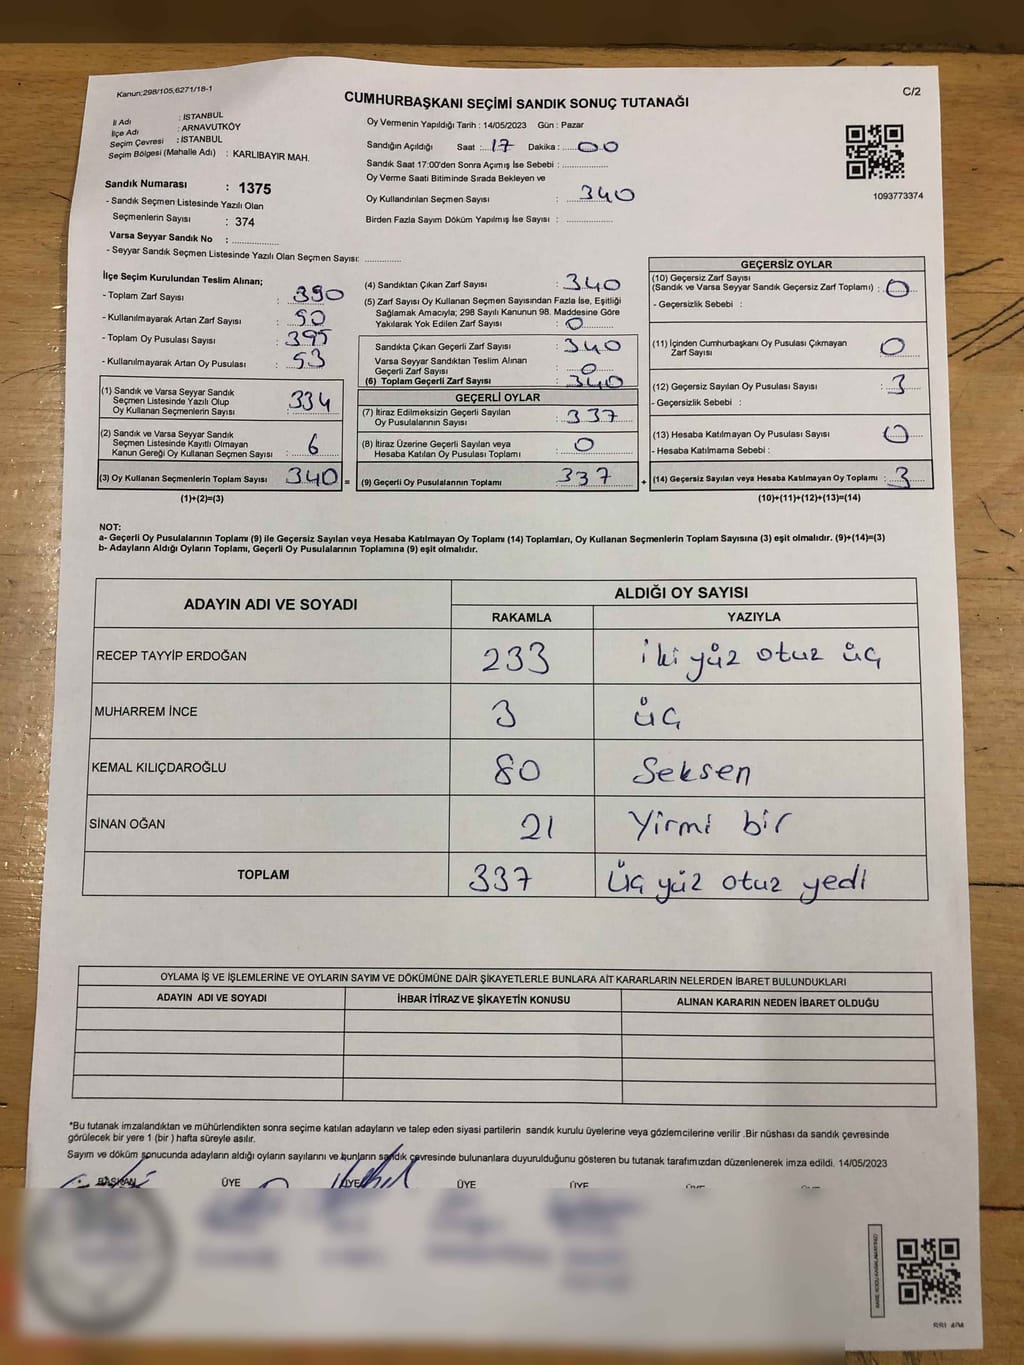 Kanun;298/105,6271/18-1
CUMHURBAŞKANI SEÇİMİ SANDIK SONUÇ TUTANAĞI
C/2
İl Adı : İSTANBUL
İlçe Adı : ARNAVUTKÖY
Seçim Çevresi : İSTANBUL
Seçim Bölgesi (Mahalle Adı) : KARLIBAYIR MAH.
Sandık Numarası : 1375
- Sandık Seçmen Listesinde Yazılı Olan
Seçmenlerin Sayısı : 374
Varsa Seyyar Sandık No : ..............
- Seyyar Sandık Seçmen Listesinde Yazılı Olan Seçmen Sayısı: ............
Oy Vermenin Yapıldığı Tarih : 14/05/2023 Gün : Pazar
Sandığın Açıldığı Saat : 17 Dakika : 00
Sandık Saat 17:00'den Sonra Açımış İse Sebebi : ..............
Oy Verme Saati Bitiminde Sırada Bekleyen ve
Oy Kullandırılan Seçmen Sayısı : 340
Birden Fazla Sayım Döküm Yapılmış İse Sayısı : ..............
1093773374
İlçe Seçim Kurulundan Teslim Alınan;
- Toplam Zarf Sayısı : 390
- Kullanılmayarak Artan Zarf Sayısı : 50
- Toplam Oy Pusulası Sayısı : 395
- Kullanılmayarak Artan Oy Pusulası : 53
(1) Sandık ve Varsa Seyyar Sandık
Seçmen Listesinde Yazılı Olup
Oy Kullanan Seçmenlerin Sayısı : 334
(2) Sandık ve Varsa Seyyar Sandık
Seçmen Listesinde Kayıtlı Olmayan
Kanun Gereği Oy Kullanan Seçmen Sayısı : 6
(3) Oy Kullanan Seçmenlerin Toplam Sayısı : 340 =
(1)+(2)=(3)
(4) Sandıktan Çıkan Zarf Sayısı : 340
(5) Zarf Sayısı Oy Kullanan Seçmen Sayısından Fazla İse, Eşitliği
Sağlamak Amacıyla; 298 Sayılı Kanunun 98. Maddesine Göre
Yakılarak Yok Edilen Zarf Sayısı : 0
Sandıkta Çıkan Geçerli Zarf Sayısı : 340
Varsa Seyyar Sandıktan Teslim Alınan
Geçerli Zarf Sayısı : 0
(6) Toplam Geçerli Zarf Sayısı : 340
GEÇERLİ OYLAR
(7) İtiraz Edilmeksizin Geçerli Sayılan
Oy Pusulalarının Sayısı : 337
(8) İtiraz Üzerine Geçerli Sayılan veya
Hesaba Katılan Oy Pusulası Toplamı : 0
(9) Geçerli Oy Pusulalarının Toplamı : 337 +
GEÇERSİZ OYLAR
(10) Geçersiz Zarf Sayısı
(Sandık ve Varsa Seyyar Sandık Geçersiz Zarf Toplamı) : 0
- Geçersizlik Sebebi :
(11) İçinden Cumhurbaşkanı Oy Pusulası Çıkmayan
Zarf Sayısı 0
(12) Geçersiz Sayılan Oy Pusulası Sayısı : 3
- Geçersizlik Sebebi :
(13) Hesaba Katılmayan Oy Pusulası Sayısı : 0
- Hesaba Katılmama Sebebi :
(14) Geçersiz Sayılan veya Hesaba Katılmayan Oy Toplamı : 3
(10)+(11)+(12)+(13)=(14)
NOT:
a- Geçerli Oy Pusulalarının Toplamı (9) ile Geçersiz Sayılan veya Hesaba Katılmayan Oy Toplamı (14) Toplamları, Oy Kullanan Seçmenlerin Toplam Sayısına (3) eşit olmalıdır. (9)+(14)=(3)
b- Adayların Aldığı Oyların Toplamı, Geçerli Oy Pusulalarının Toplamına (9) eşit olmalıdır.
ADAYIN ADI VE SOYADI
ALDIĞI OY SAYISI
RAKAMLA YAZIYLA
RECEP TAYYİP ERDOĞAN 233 iki yüz otuz üç
MUHARREM İNCE 3 üç
KEMAL KILIÇDAROĞLU 80 Seksen
SİNAN OĞAN 21 Yirmi bir
TOPLAM 337 Üç yüz otuz yedi
OYLAMA İŞ VE İŞLEMLERİNE VE OYLARIN SAYIM VE DÖKÜMÜNE DAİR ŞİKAYETLERLE BUNLARA AİT KARARLARIN NELERDEN İBARET BULUNDUKLARI
ADAYIN ADI VE SOYADI İHBAR İTİRAZ VE ŞİKAYETİN KONUSU ALINAN KARARIN NEDEN İBARET OLDUĞU
*Bu tutanak imzalandıktan ve mühürlendikten sonra seçime katılan adayların ve talep eden siyasi partilerin sandık kurulu üyelerine veya gözlemcilerine verilir .Bir nüshası da sandık çevresinde
görülecek bir yere 1 (bir ) hafta süreyle asılır.
Sayım ve döküm sonucunda adayların aldığı oyların sayılarını ve bunların sandık çevresinde bulunanlara duyurulduğunu gösteren bu tutanak tarafımızdan düzenlenerek imza edildi. 14/05/2023
BAŞKAN ÜYE ÜYE ÜYE ÜYE